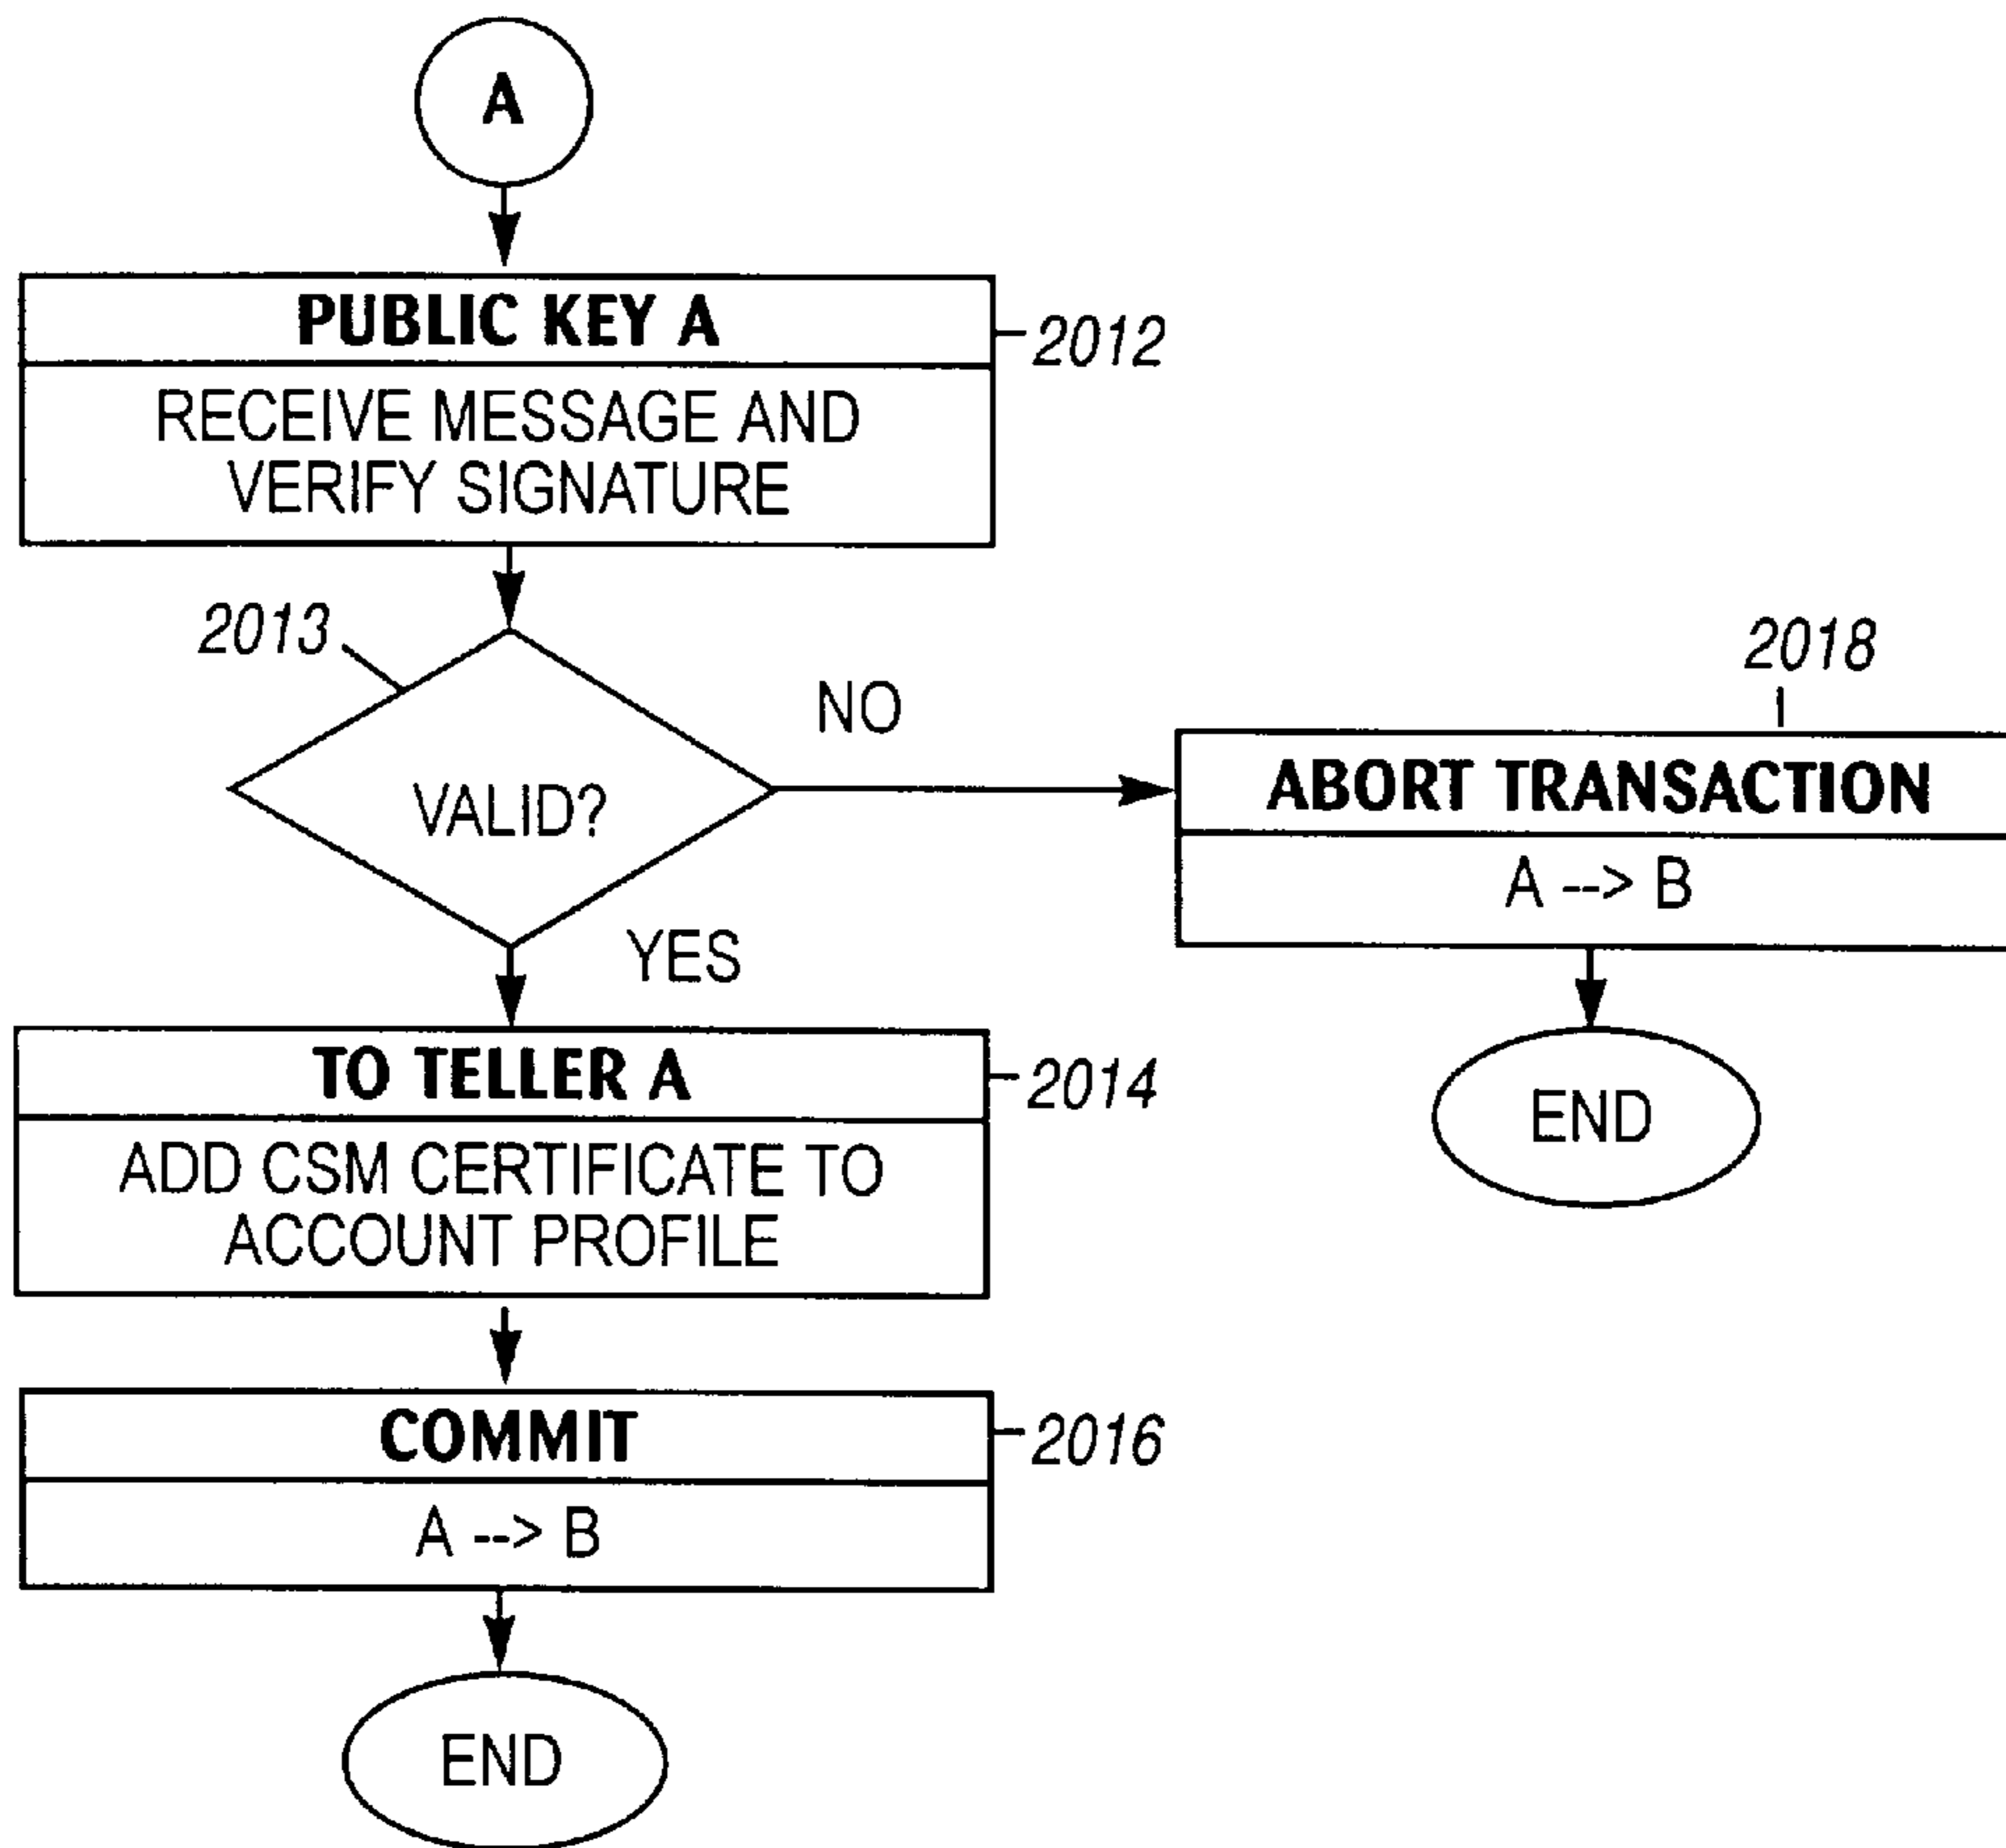 A
PUBLIC KEY A
2012
RECEIVE MESSAGE AND
VERIFY SIGNATURE
2013
VALID?
NO
YES
2018
ABORT TRANSACTION
A --> B
END
TO TELLER A
2014
ADD CSM CERTIFICATE TO
ACCOUNT PROFILE
COMMIT
2016
A --> B
END